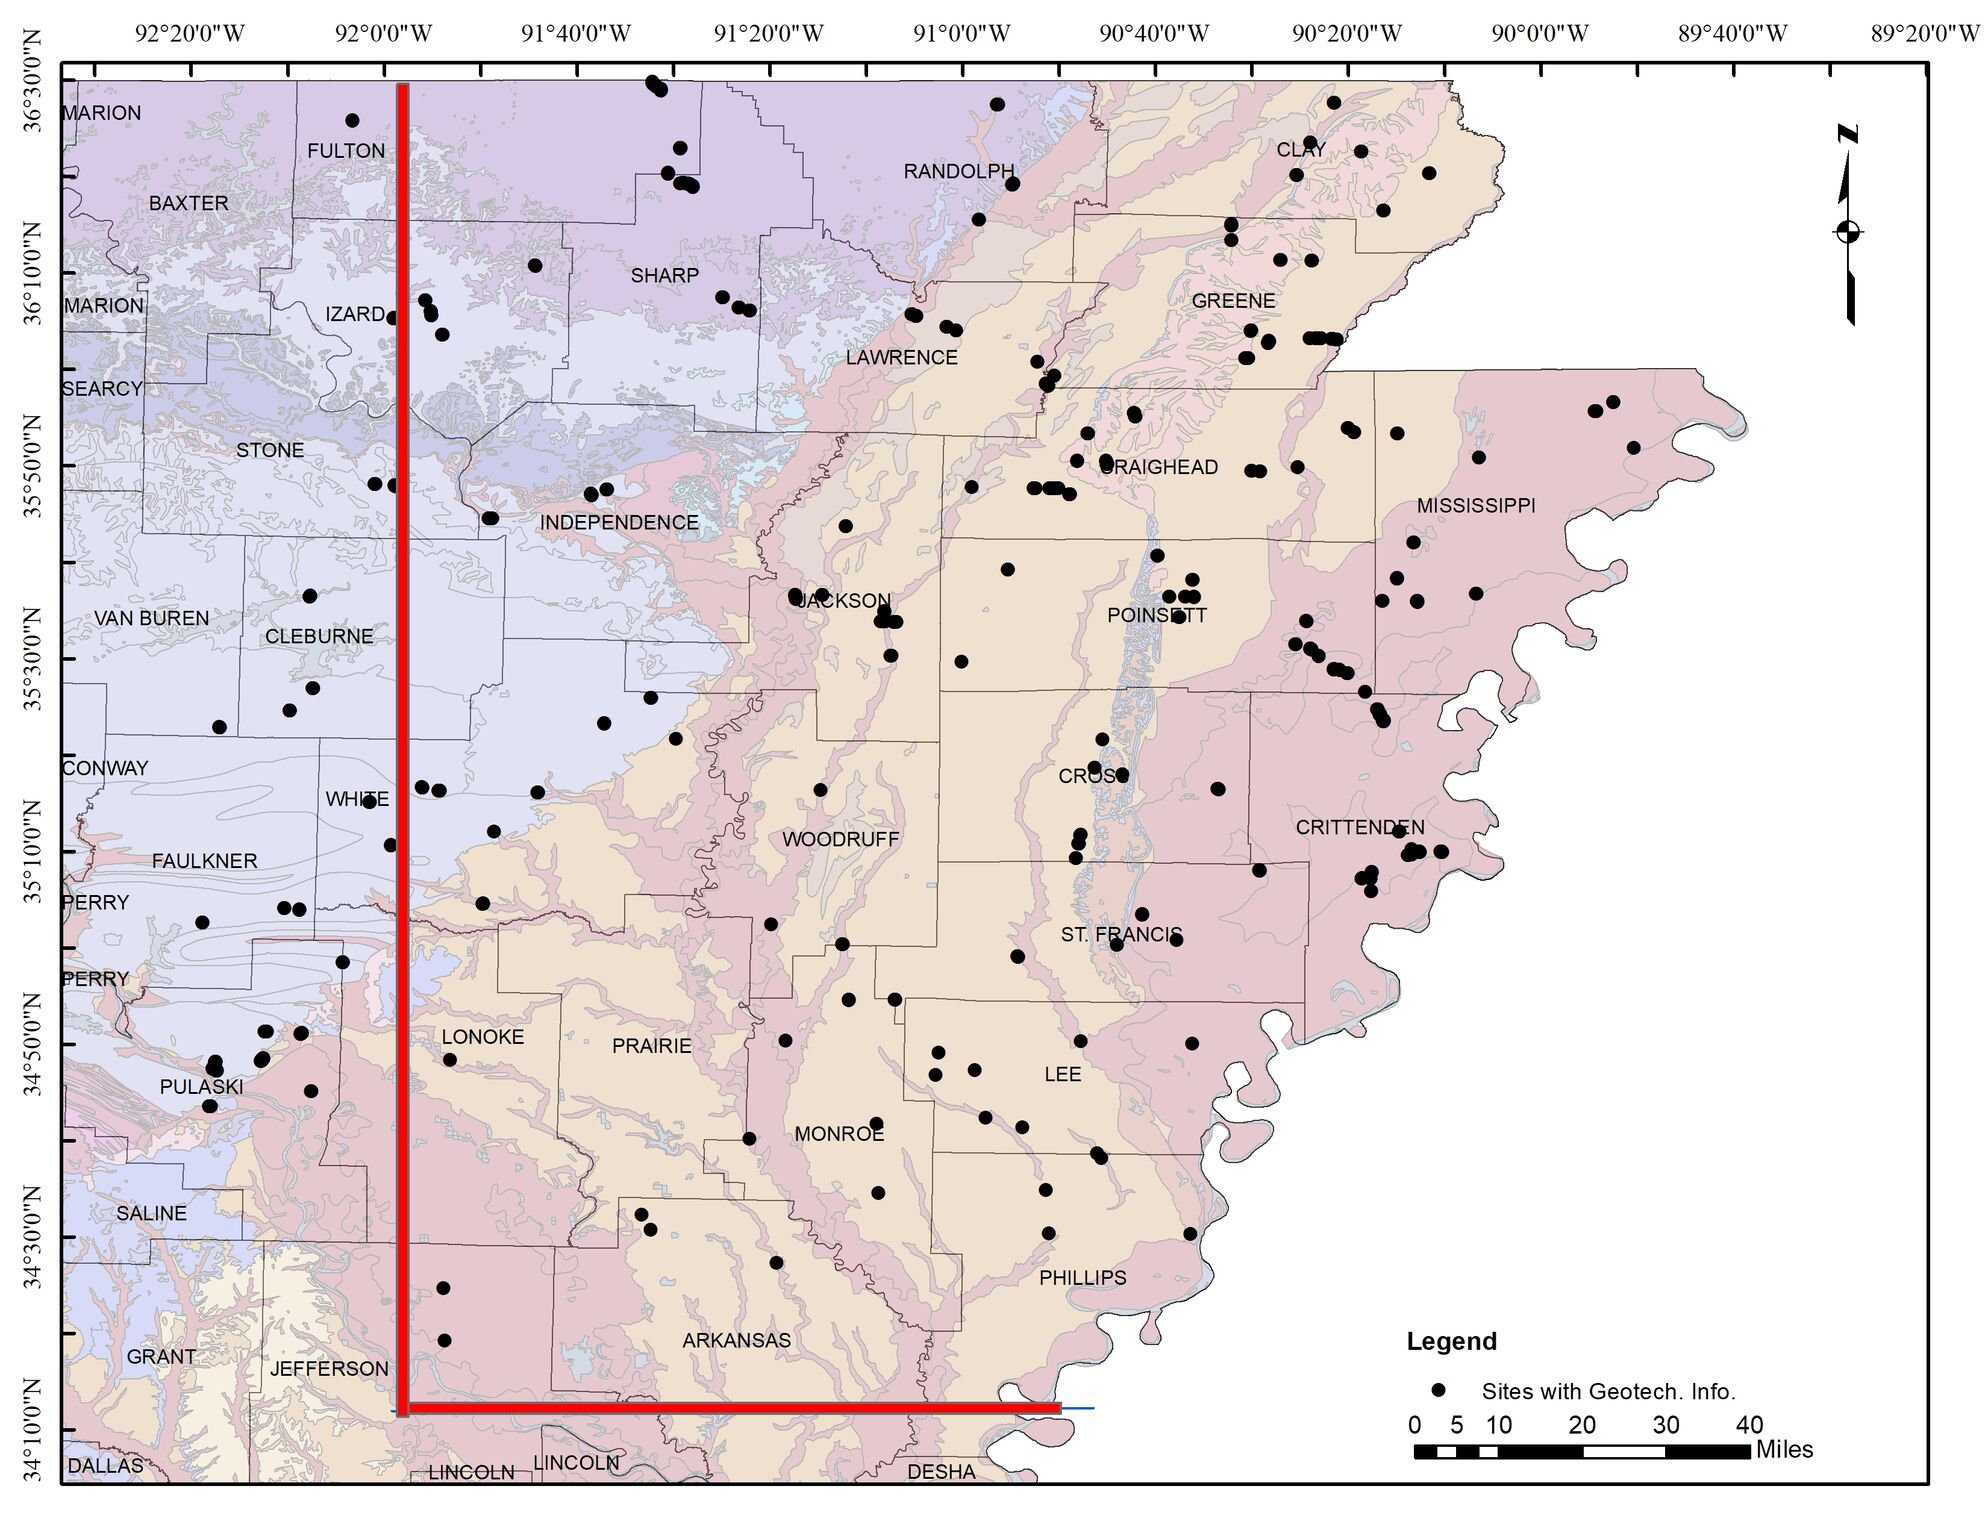 92°20'0"W 92°0'0"W 91°40'0"W 91°20'0"W 91°0'0"W 90°40'0"W 90°20'0"W 90°0'0"W 89°40'0"W 89°20'0"W
36°30'0"N
36°10'0"N
35°50'0"N
35°30'0"N
35°10'0"N
34°50'0"N
34°30'0"N
34°10'0"N
N
MARION
FULTON
CLAY
RANDOLPH
BAXTER
SHARP
GREENE
MARION
IZARD
LAWRENCE
SEARCY
STONE
CRAIGHEAD
MISSISSIPPI
INDEPENDENCE
JACKSON
POINSETT
VAN BUREN
CLEBURNE
CONWAY
CROSS
WHITE
CRITTENDEN
WOODRUFF
FAULKNER
PERRY
ST. FRANCIS
PERRY
LONOKE
PRAIRIE
LEE
PULASKI
MONROE
SALINE
PHILLIPS
ARKANSAS
GRANT
JEFFERSON
DALLAS
LINCOLN
LINCOLN
DESHA
Legend
Sites with Geotech. Info.
0 5 10 20 30 40
Miles